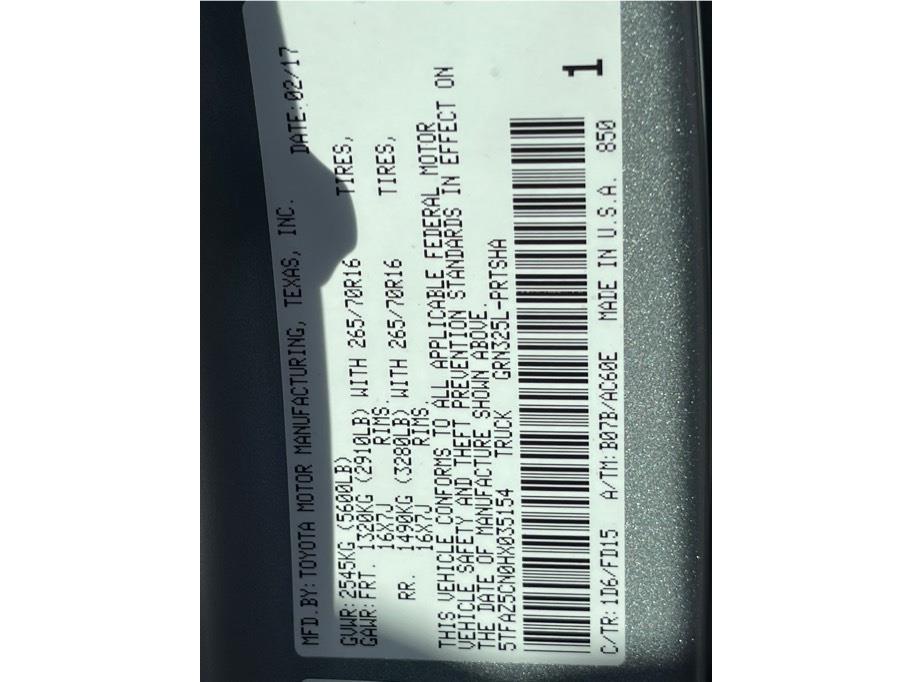 MFD.BY:TOYOTA MOTOR MANUFACTURING, TEXAS, INC. DATE:02/17
GVWR:2545KG (5600LB)
GAWR:FRT. 1320KG (2910LB) WITH 265/70R16 TIRES,
16X7J RIMS.
RR. 1490KG (3280LB) WITH 265/70R16 TIRES,
16X7J RIMS.
THIS VEHICLE CONFORMS TO ALL APPLICABLE FEDERAL MOTOR
VEHICLE SAFETY AND THEFT PREVENTION STANDARDS IN EFFECT ON
THE DATE OF MANUFACTURE SHOWN ABOVE.
5TFAZ5CN0HX035154 TRUCK GRN325L-PRTSHA
1
C/TR:1D6/FD15 A/TM:B07B/AC60E MADE IN U.S.A. 850